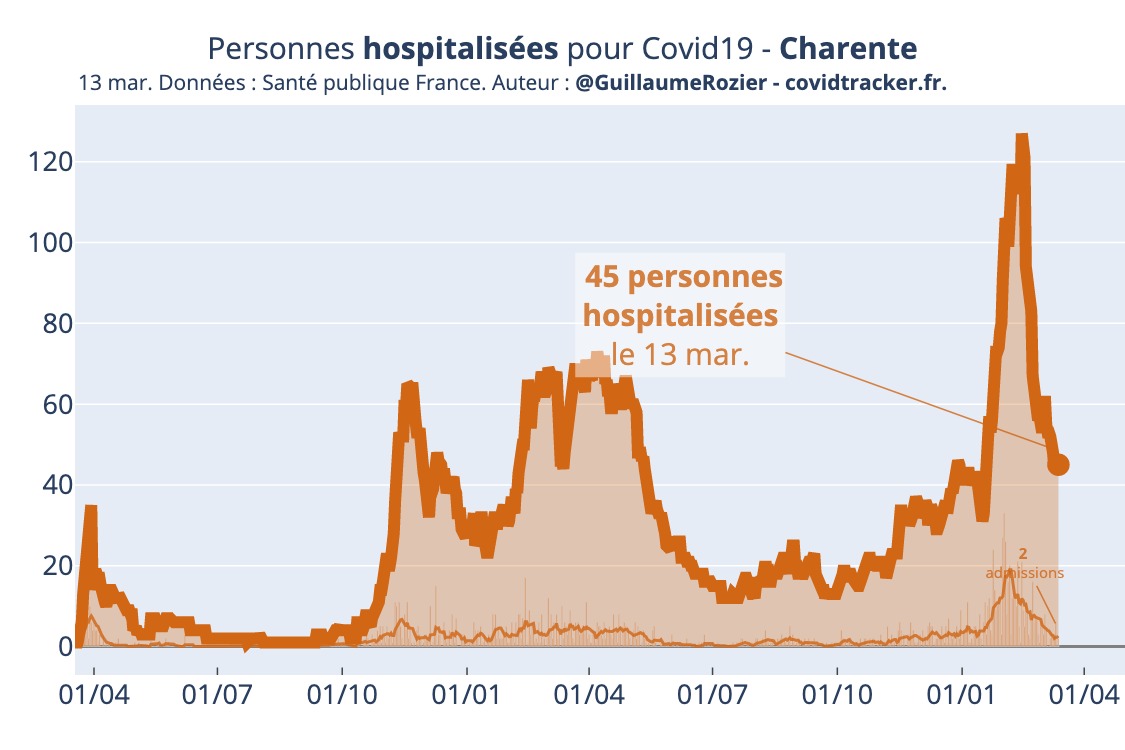 Personnes hospitalisées pour Covid19 - Charente
13 mar. Données : Santé publique France. Auteur : @GuillaumeRozier - covidtracker.fr.
120
100
80
60
40
20
0
45 personnes
hospitalisées
le 13 mar.
2
admissions
01/04 01/07 01/10 01/01 01/04 01/07 01/10 01/01 01/04